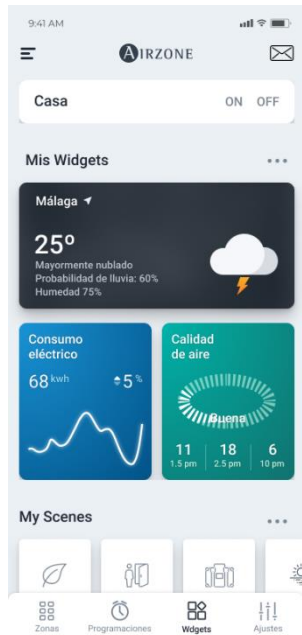 9:41 AM
AIRZONE
Casa ON OFF
Mis Widgets
Málaga
25º
Mayormente nublado
Probabilidad de lluvia: 60%
Humedad 75%
Consumo
eléctrico
68 kwh 5 %
Calidad
de aire
Buena
11 18 6
1.5 pm 2.5 pm 10 pm
My Scenes
Zonas Programaciones Wdgets Ajustes